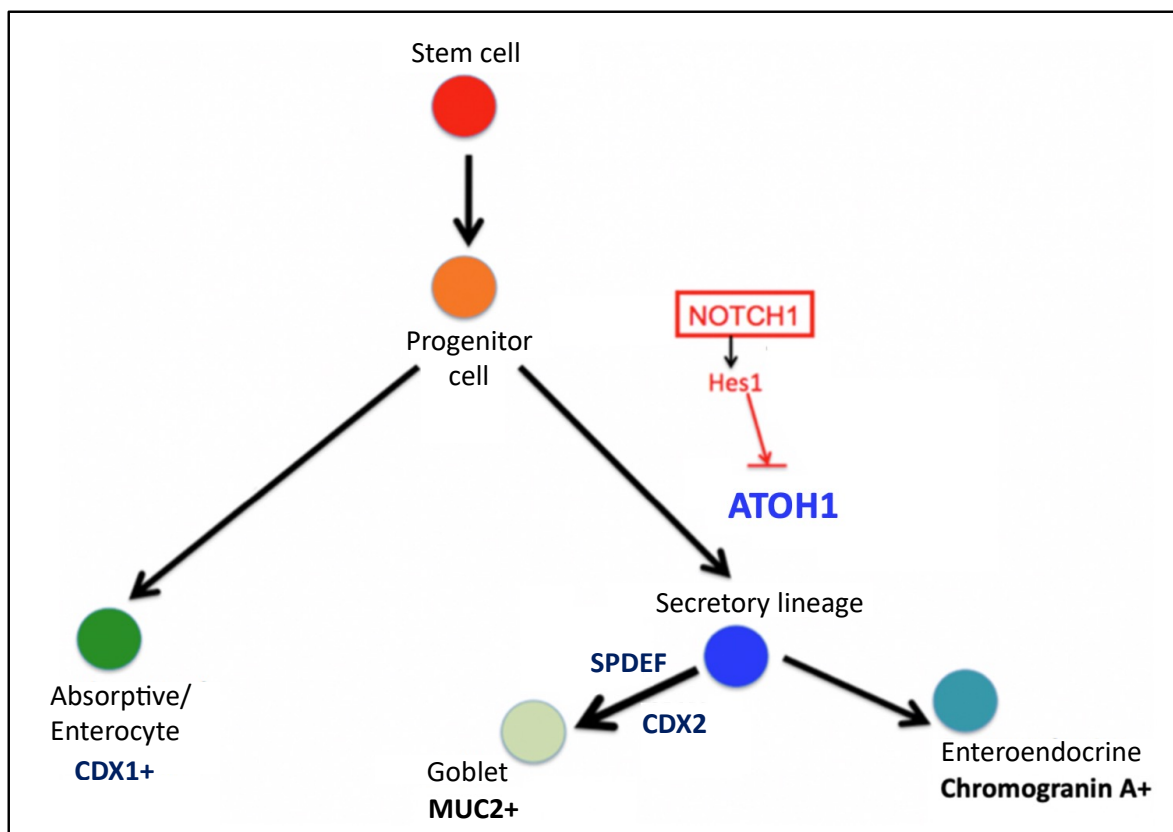 Stem cell
Progenitor
cell
NOTCH1
Hes1
ATOH1
Secretory lineage
SPDEF
CDX2
Absorptive/
Enterocyte
CDX1+
Goblet
MUC2+
Enteroendocrine
Chromogranin A+